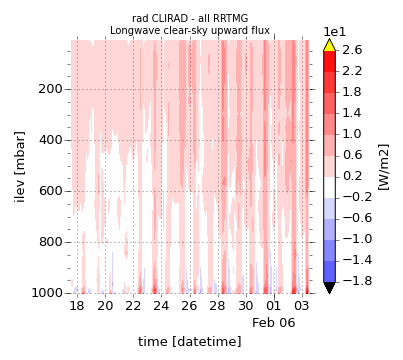 rad CLIRAD - all RRTMG
Longwave clear-sky upward flux
1e1
2.6
2.2
1.8
1.4
1.0
0.6
0.2
−0.2
−0.6
−1.0
−1.4
−1.8
[W/m2]
ilev [mbar]
200
400
600
800
1000
18 20 22 24 26 28 30 01 03
Feb 06
time [datetime]